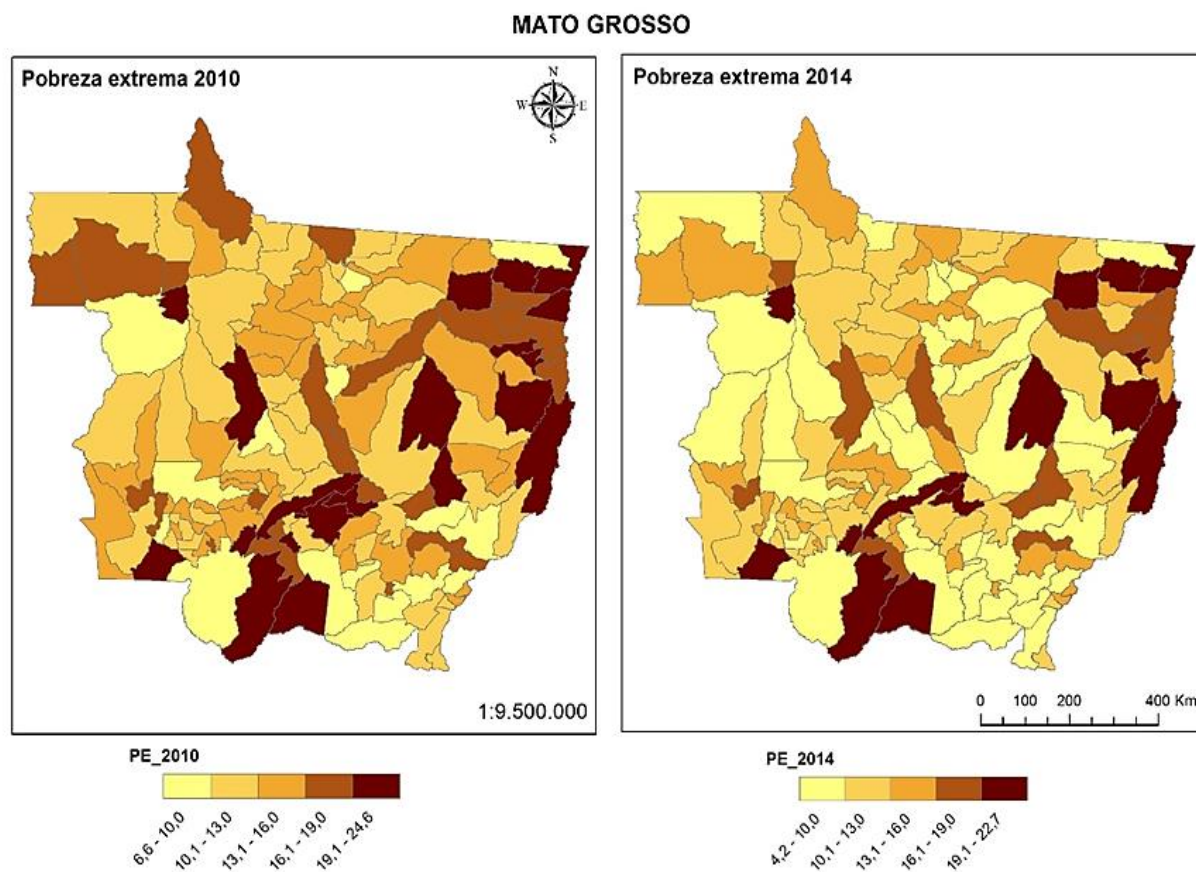 MATO GROSSO
Pobreza extrema 2010
N
W E
S
1:9.500.000
PE_2010
6,6 - 10,0
10,1 - 13,0
13,1 - 16,0
16,1 - 19,0
19,1 - 24,6
Pobreza extrema 2014
0 100 200 400 Km
PE_2014
4,2 - 10,0
10,1 - 13,0
13,1 - 16,0
16,1 - 19,0
19,1 - 22,7